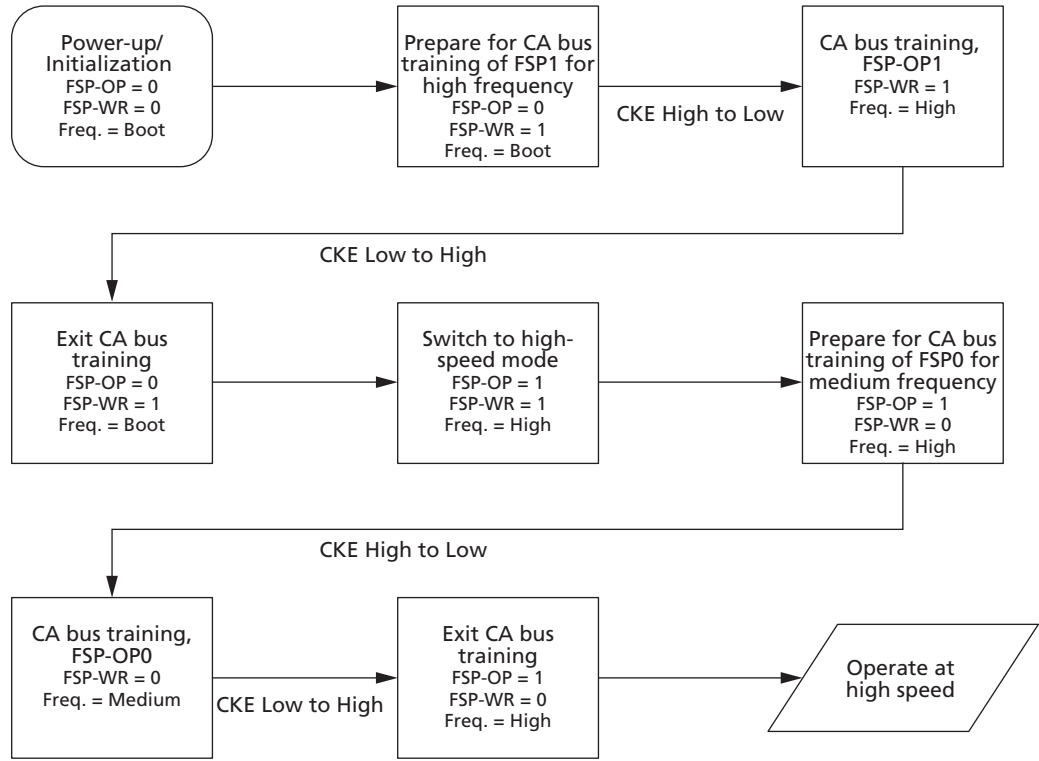 Power-up/
Initialization
FSP-OP = 0
FSP-WR = 0
Freq. = Boot
Prepare for CA bus
training of FSP1 for
high frequency
FSP-OP = 0
FSP-WR = 1
Freq. = Boot
CKE High to Low
CA bus training,
FSP-OP1
FSP-WR = 1
Freq. = High
CKE Low to High
Exit CA bus
training
FSP-OP = 0
FSP-WR = 1
Freq. = Boot
Switch to high-
speed mode
FSP-OP = 1
FSP-WR = 1
Freq. = High
Prepare for CA bus
training of FSP0 for
medium frequency
FSP-OP = 1
FSP-WR = 0
Freq. = High
CKE High to Low
CA bus training,
FSP-OP0
FSP-WR = 0
Freq. = Medium
CKE Low to High
Exit CA bus
training
FSP-OP = 1
FSP-WR = 0
Freq. = High
Operate at
high speed